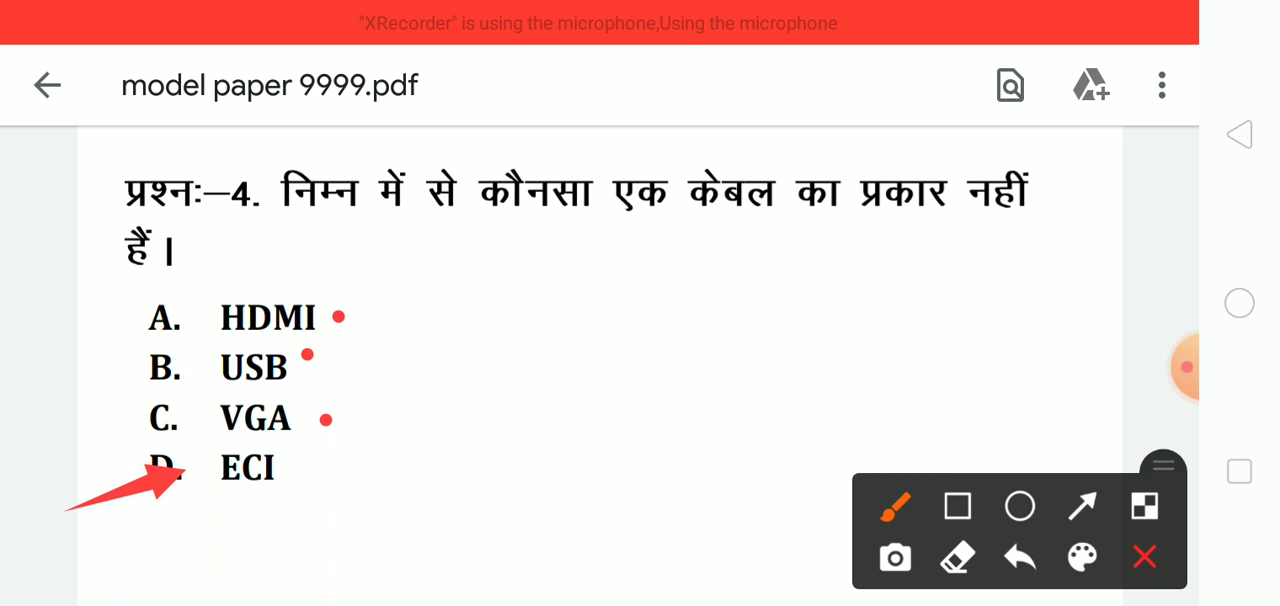 "XRecorder" is using the microphone,Using the microphone
model paper 9999.pdf
प्रश्नः–4. निम्न में से कौनसा एक केबल का प्रकार नहीं
हैं |
A. HDMI
B. USB
C. VGA
D. ECI